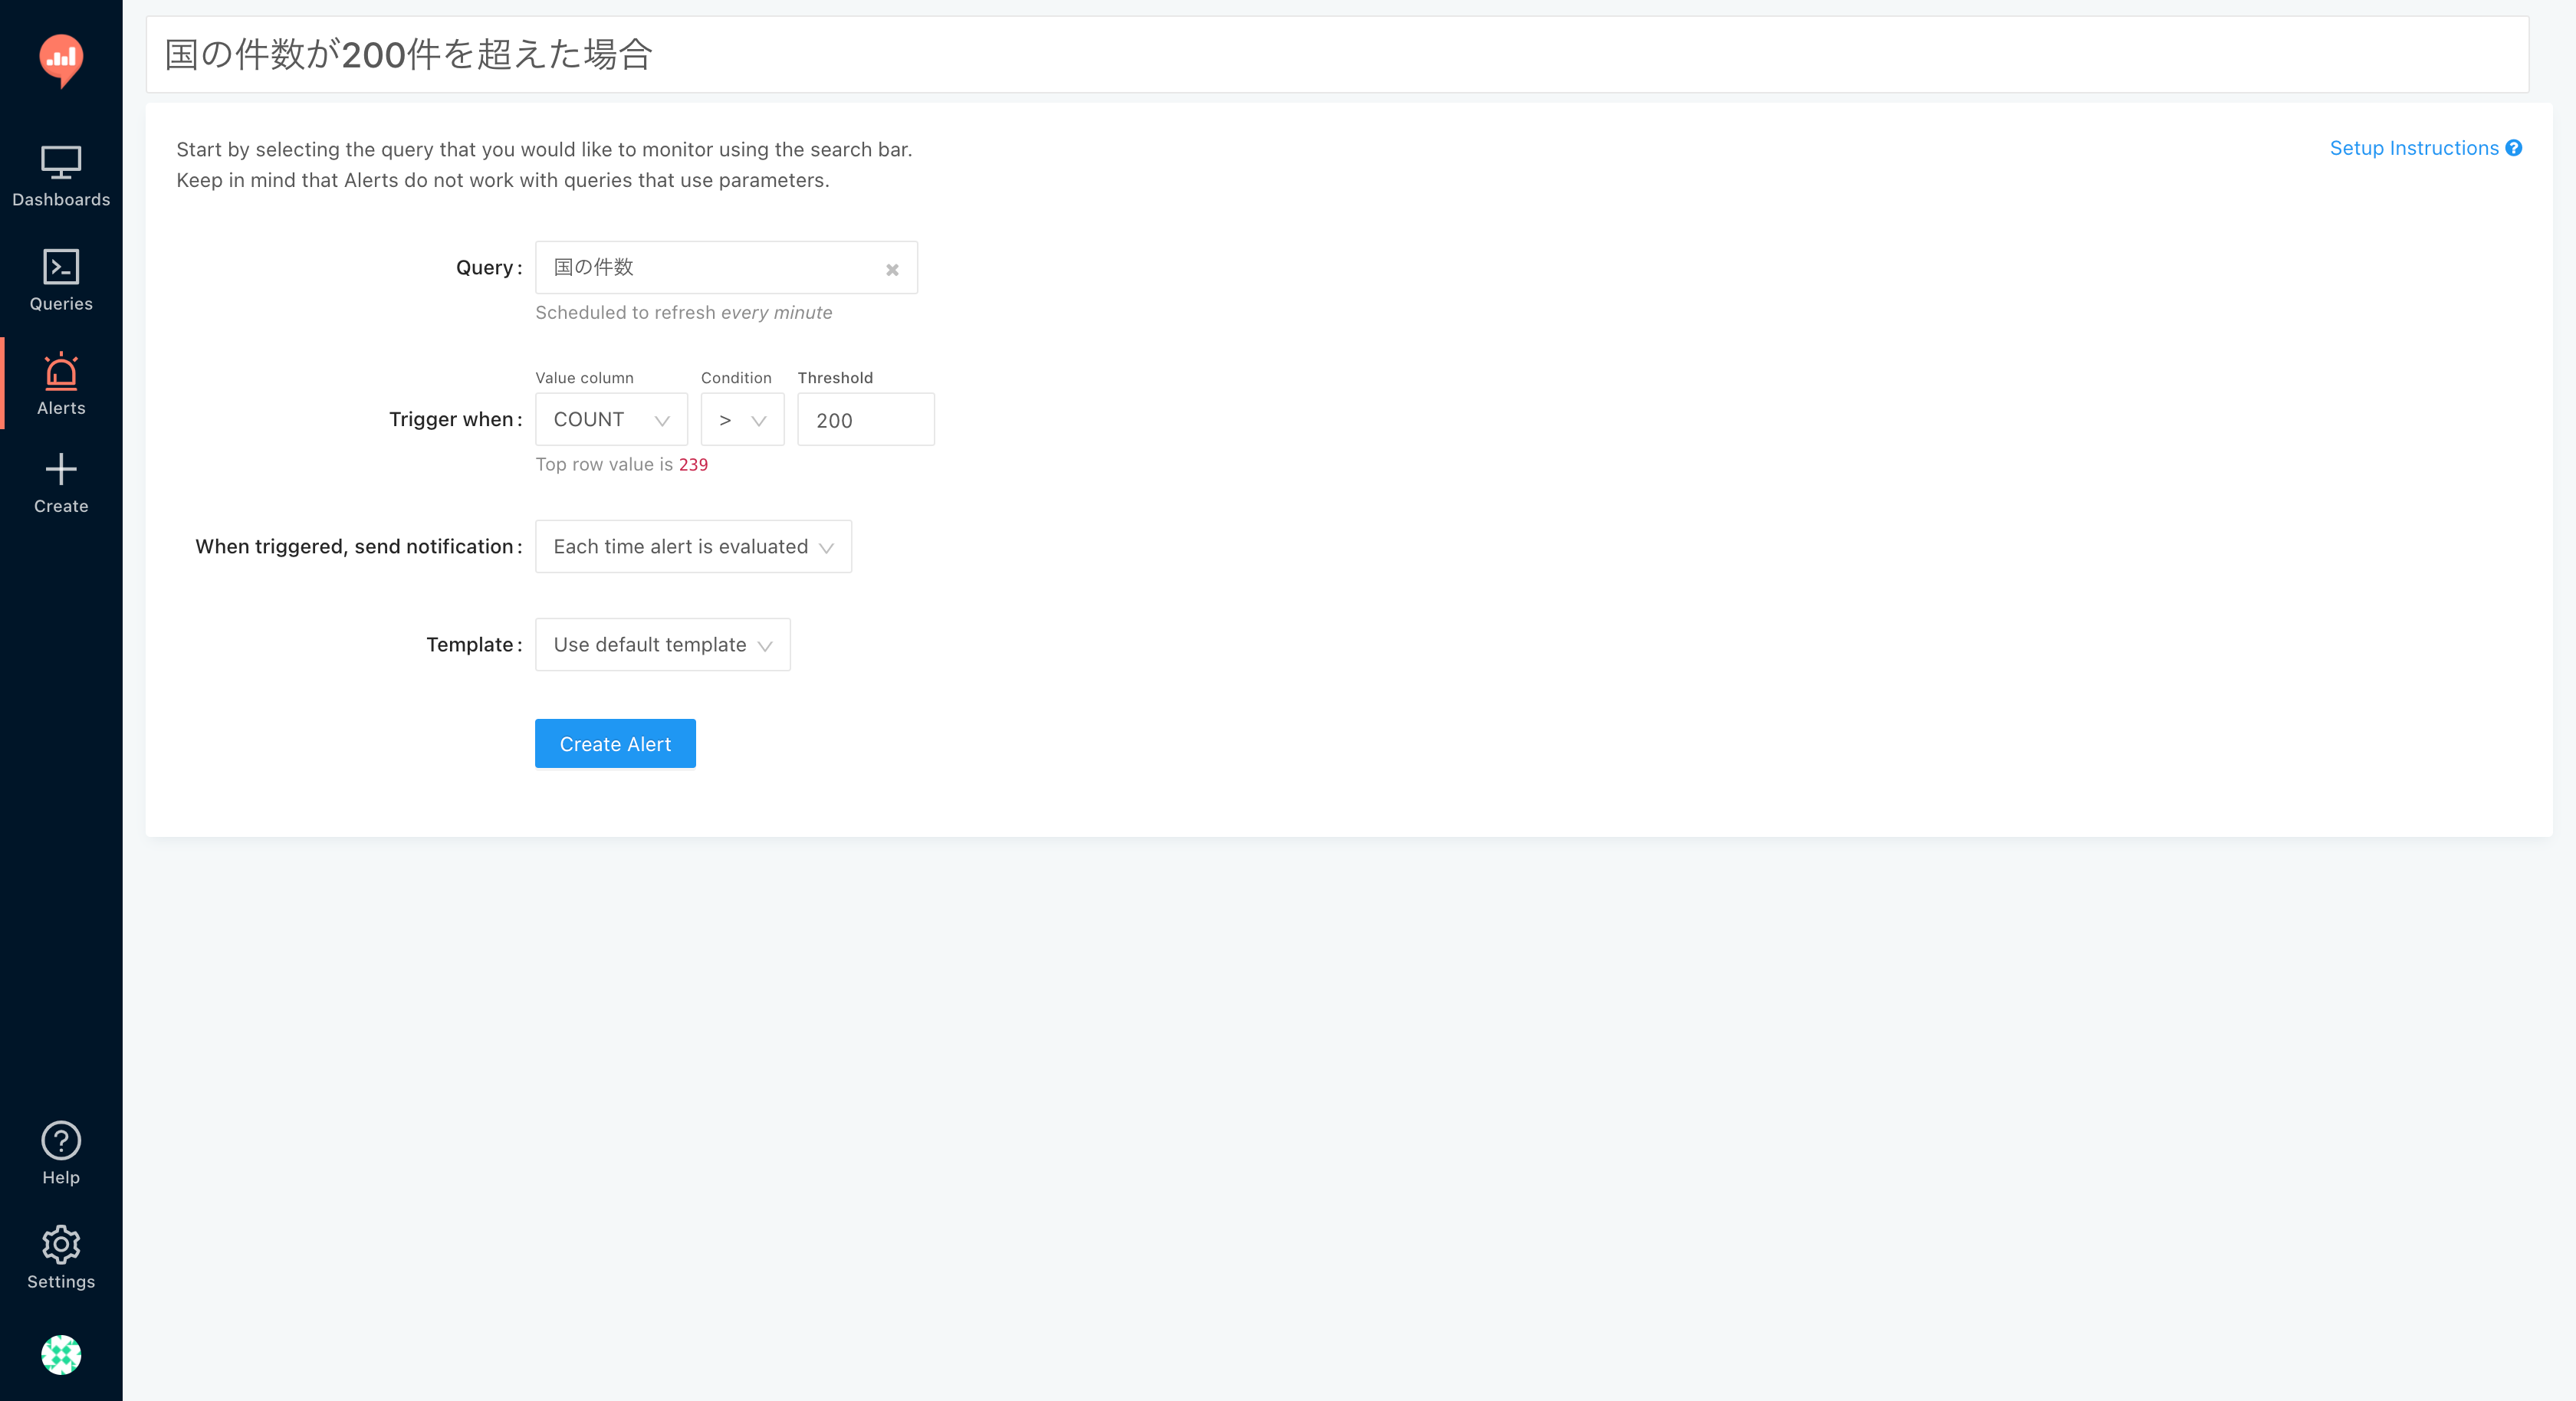 国の件数が200件を超えた場合
Dashboards
Queries
Alerts
Create
Help
Settings
Start by selecting the query that you would like to monitor using the search bar.
Keep in mind that Alerts do not work with queries that use parameters.
Setup Instructions
Query:
国の件数
Scheduled to refresh every minute
Value column Condition Threshold
Trigger when: COUNT > 200
Top row value is 239
When triggered, send notification: Each time alert is evaluated
Template: Use default template
Create Alert